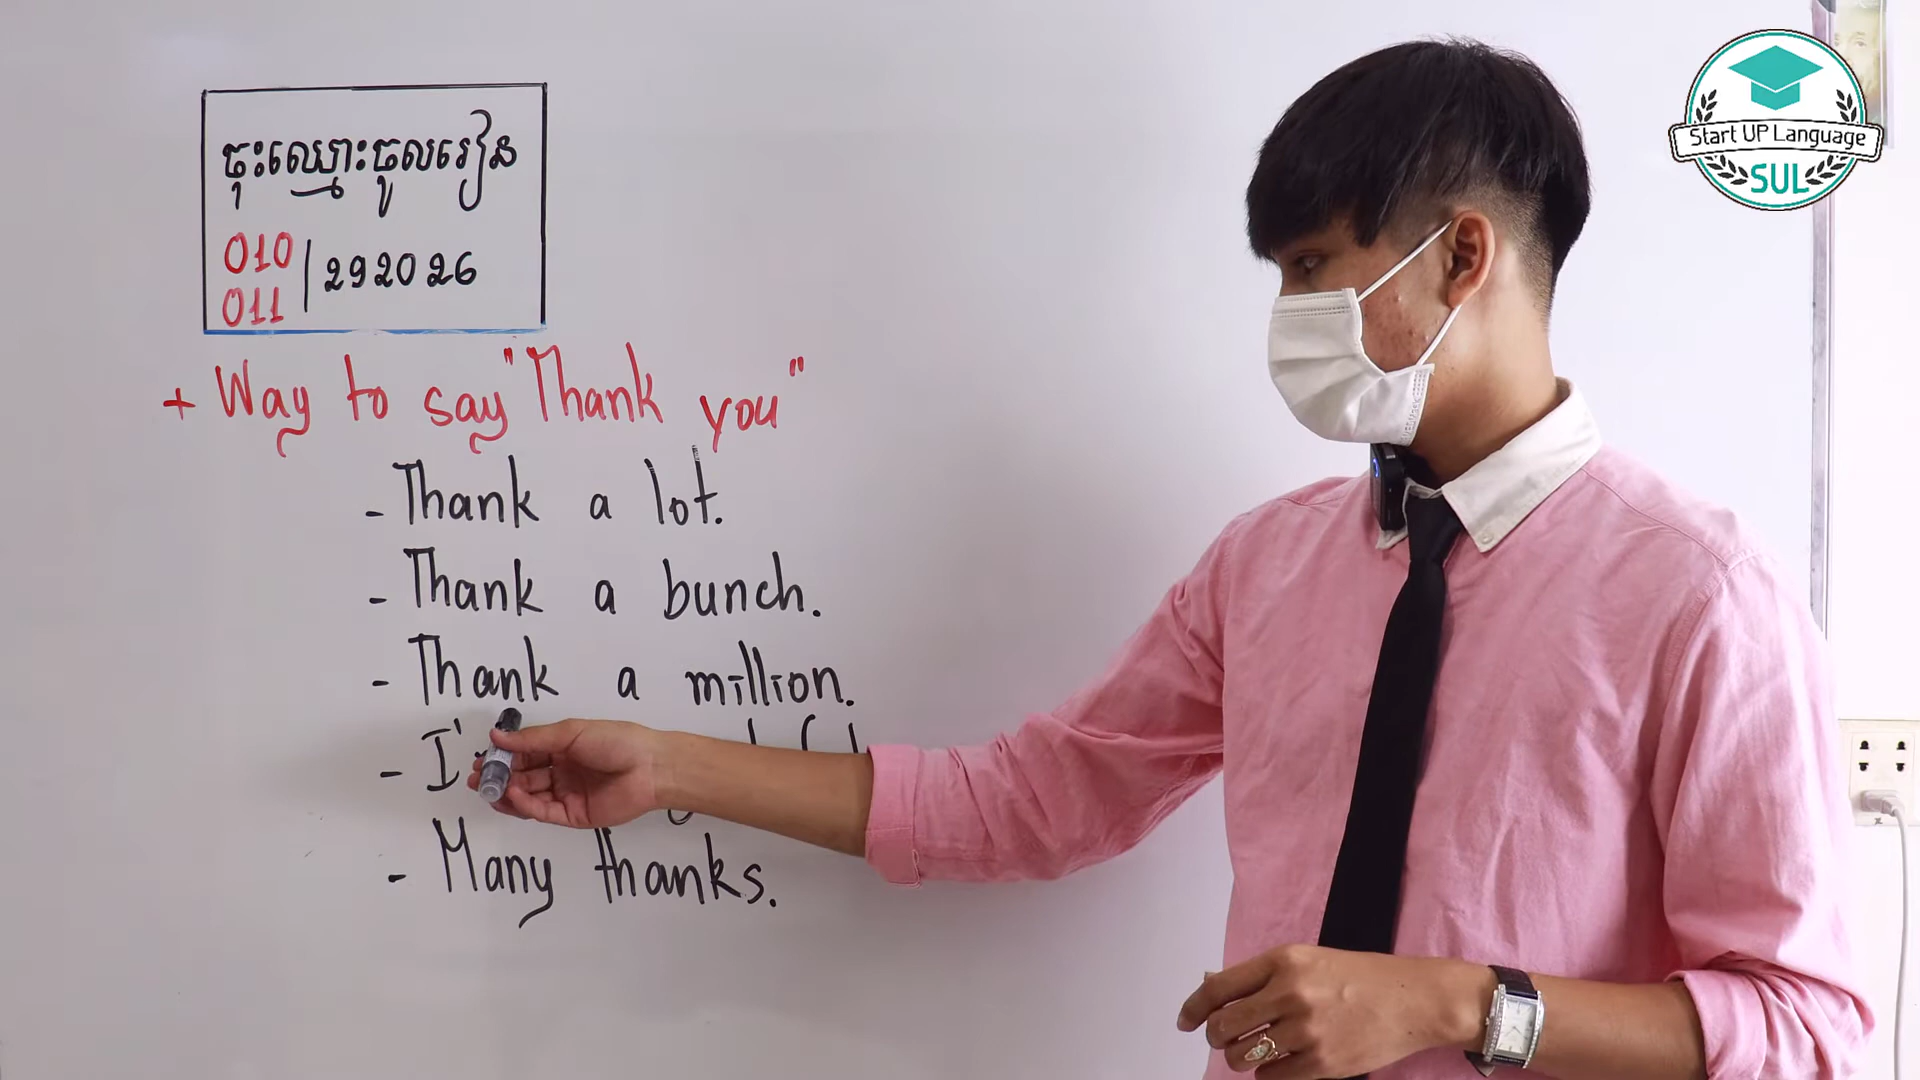 ចុះឈ្មោះចូលរៀន
010
011 | 292026
+ Way to say "Thank you"
- Thank a lot.
- Thank a bunch.
- Thank a million.
- I'
- Many thanks.
Start UP Language
SUL